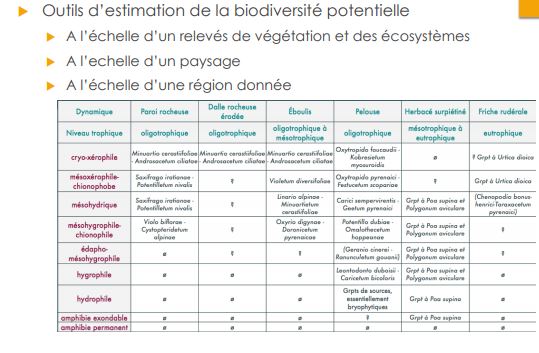 Outils d'estimation de la biodiversité potentielle
A l'échelle d'un relevés de végétation et des écosystèmes
A l'echelle d'un paysage
A l'échelle d'une région donnée
Dynamique Paroi rocheuse Dalle rocheuse érodée Éboulis Pelouse Herbacé surpiétiné Friche rudérale
Niveau trophique oligotrophique oligotrophique oligotrophique à mésotrophique oligotrophique mésotrophique à eutrophique eutrophique
cryo-xérophile Minuartio cerastiifoliae - Androsacetum ciliatae Minuartio cerastiifoliae - Androsacetum ciliatae Minuartio cerastiifoliae - Androsacetum ciliatae Oxytropido foucaudii - Kobresietum myosuroidis ø ? Grpt à Urtica dioica
mésoxérophile-chionophobe Saxifrago iratianae - Potentilletum nivalis ? Violetum diversifoliae Oxytropido pyrenaici - Festucetum scopariae ? Grpt à Urtica dioica
mésohydrique Saxifrago iratianae - Potentilletum nivalis ? Linario alpinae - Minuartietum cerastiifoliae Carici sempervirentis - Geetum pyrenaici Grpt à Poa supina et Polygonum aviculare (Chenopodio bonus-henrici-Taraxacetum pyrenaici)
mésohygrophile-chionophile Violo biflorae - Cystopteridetum alpinae ? Oxyrio digynae - Doronicetum pyrenaicae Potentillo dubiae - Omalothecetum hoppeanae Grpt à Poa supina et Polygonum aviculare ?
édapho-mésohygrophile ø ? ? (Geranio cinerei - Ranunculetum gouanii) Grpt à Poa supina et Polygonum aviculare ?
hygrophile ø ø ø Leontodonto duboisii - Caricetum bicoloris Grpt à Poa supina et Polygonum aviculare ø
hydrophile ø ø ø Grpts de sources, essentiellement bryophytiques Grpt à Poa supina ø
amphibie exondable ø ø ø ? Grpt à Poa supina ø
amphibie permanent ø ø ø ø ø ø